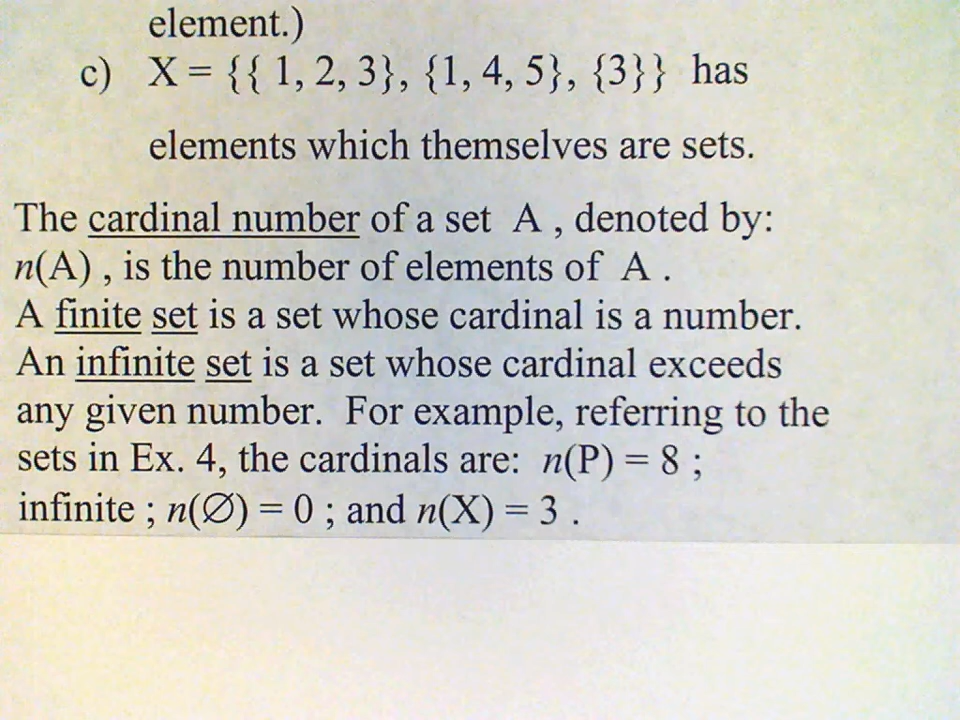 element.)
c) X = {{ 1, 2, 3}, {1, 4, 5}, {3}} has
elements which themselves are sets.
The cardinal number of a set A , denoted by:
n(A) , is the number of elements of A .
A finite set is a set whose cardinal is a number.
An infinite set is a set whose cardinal exceeds
any given number. For example, referring to the
sets in Ex. 4, the cardinals are: n(P) = 8 ;
infinite ; n(∅) = 0 ; and n(X) = 3 .